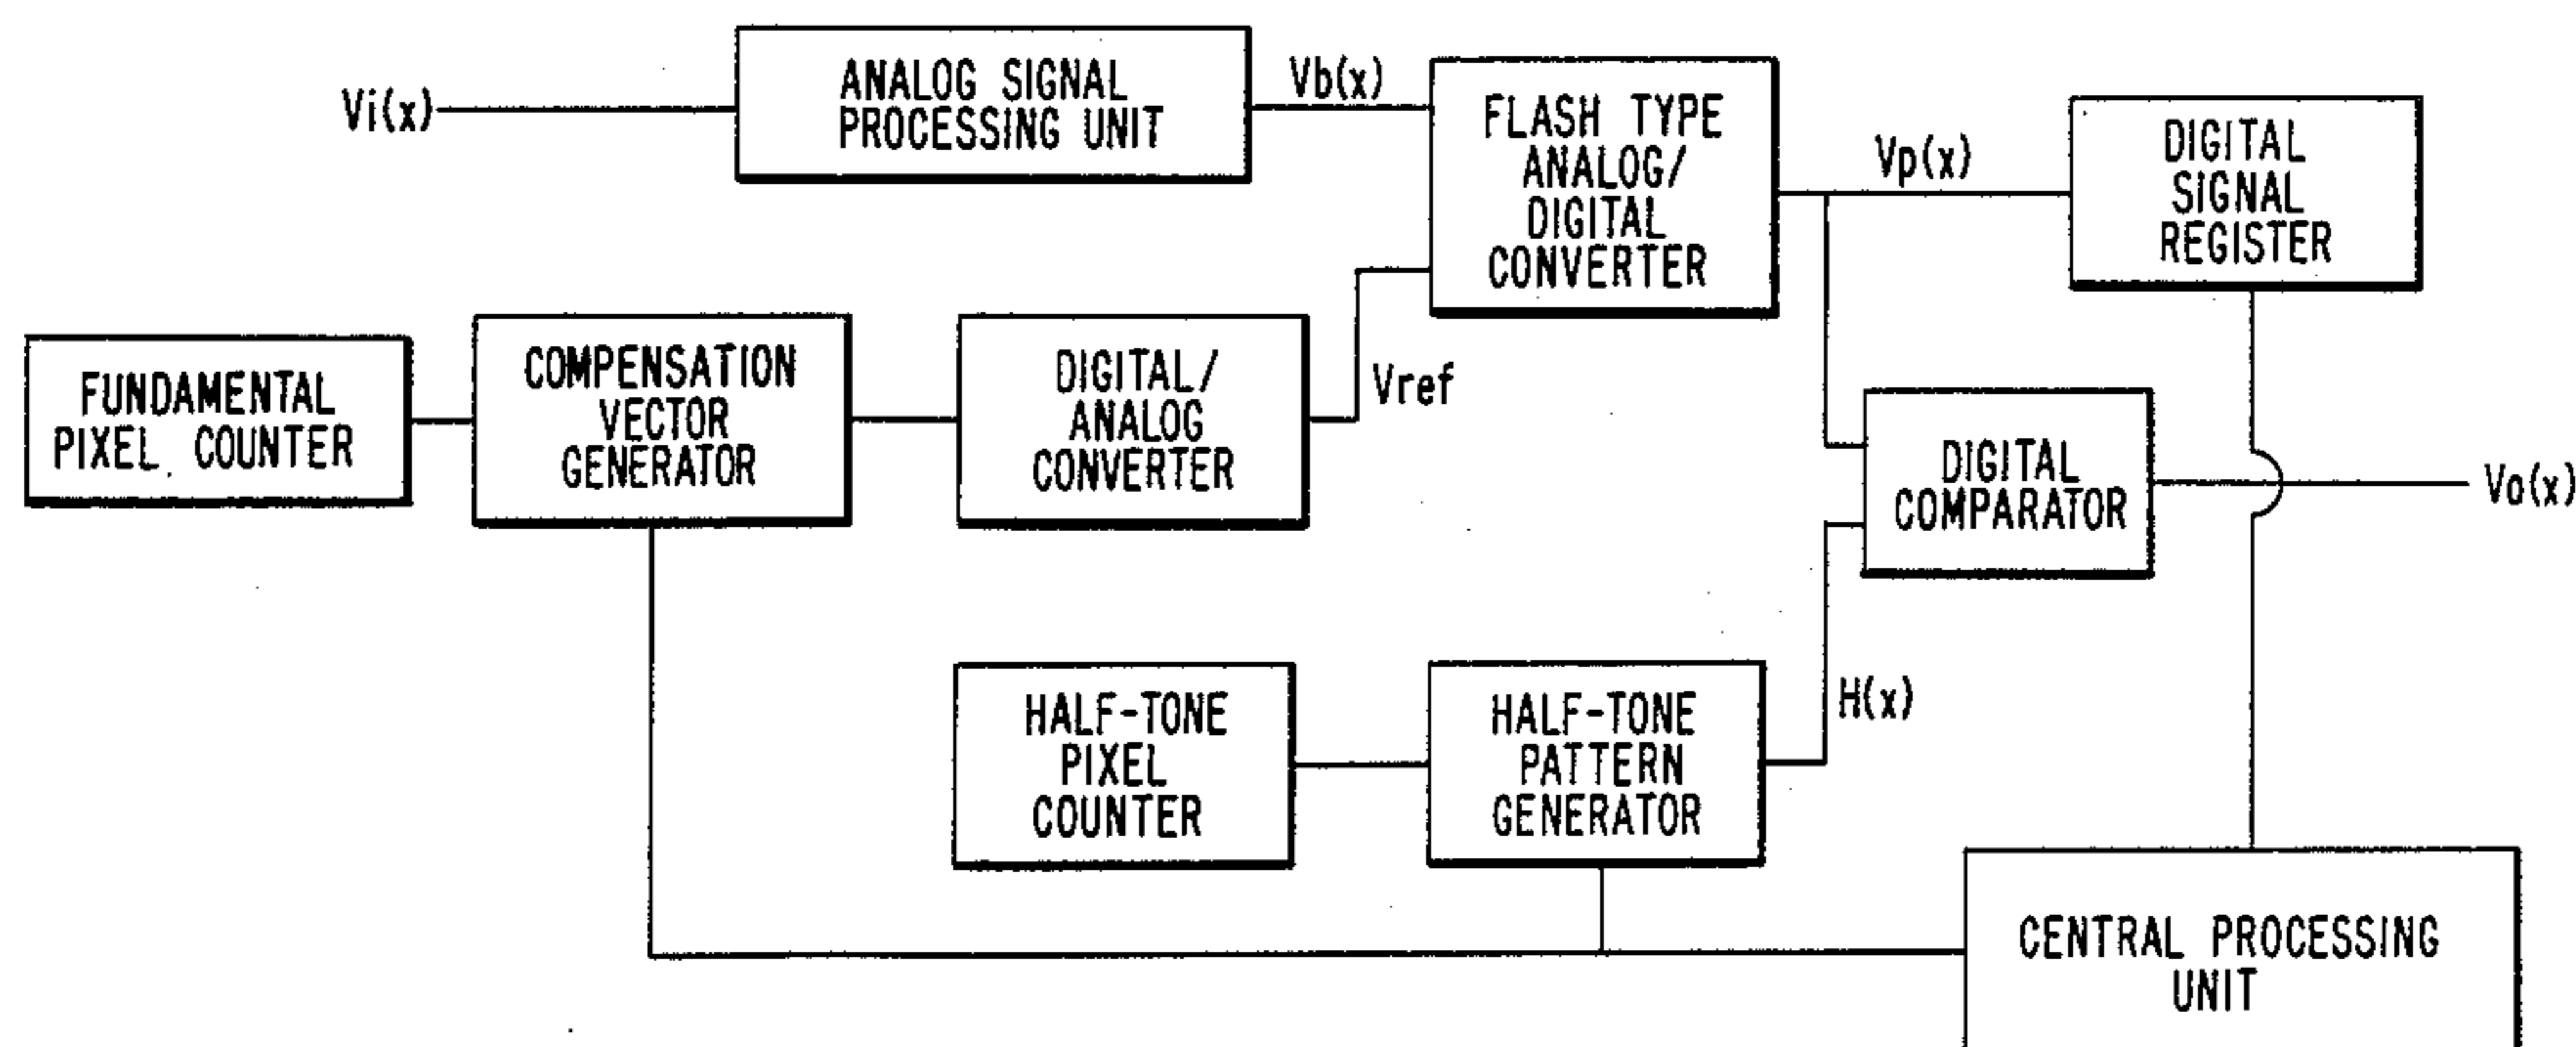 Vi(x)
ANALOG SIGNAL
PROCESSING UNIT
Vb(x)
FLASH TYPE
ANALOG/
DIGITAL
CONVERTER
Vp(x)
DIGITAL
SIGNAL
REGISTER
FUNDAMENTAL
PIXEL COUNTER
COMPENSATION
VECTOR
GENERATOR
DIGITAL/
ANALOG
CONVERTER
Vref
DIGITAL
COMPARATOR
Vo(x)
HALF-TONE
PIXEL
COUNTER
HALF-TONE
PATTERN
GENERATOR
H(x)
CENTRAL PROCESSING
UNIT